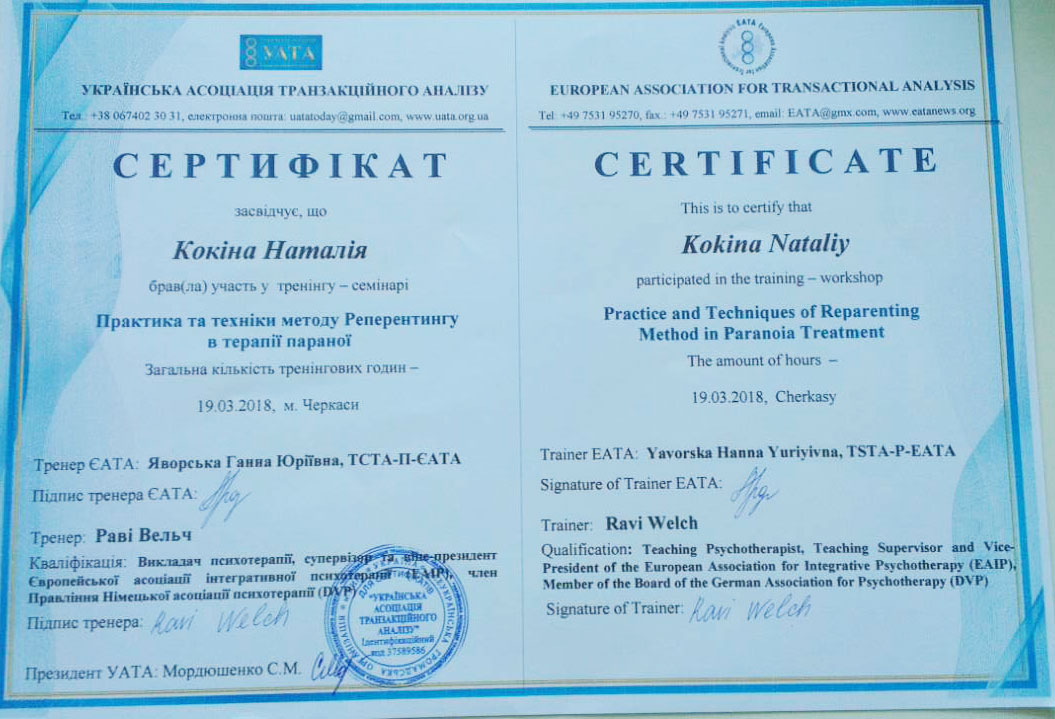 УАТА
УКРАЇНСЬКА АСОЦІАЦІЯ ТРАНЗАКЦІЙНОГО АНАЛІЗУ
Тел.: +38 067402 30 31, електронна пошта: uatatoday@gmail.com, www.uata.org.ua
СЕРТИФІКАТ
засвідчує, що
Кокіна Наталія
брав(ла) участь у тренінгу – семінарі
Практика та техніки методу Реперентингу
в терапії параної
Загальна кількість тренінгових годин –
19.03.2018, м. Черкаси
Тренер ЄАТА: Яворська Ганна Юріївна, ТСТА-П-ЄАТА
Підпис тренера ЄАТА:
Тренер: Раві Вельч
Кваліфікація: Викладач психотерапії, супервізор та віце-президент
Європейської асоціації інтегративної психотерапії (ЕАІР), член
Правління Німецької асоціації психотерапії (DVP)
Підпис тренера: Ravi Welch
Президент УАТА: Мордюшенко С.М.
"УКРАЇНСЬКА
АСОЦІАЦІЯ
ТРАНЗАКЦІЙНОГО
АНАЛІЗУ"
Ідентифікаційний
код 37589586
EATA European Association for Transactional Analysis
EUROPEAN ASSOCIATION FOR TRANSACTIONAL ANALYSIS
Tel: +49 7531 95270, fax.: +49 7531 95271, email: EATA@gmx.com, www.eatanews.org
CERTIFICATE
This is to certify that
Kokina Nataliy
participated in the training – workshop
Practice and Techniques of Reparenting
Method in Paranoia Treatment
The amount of hours –
19.03.2018, Cherkasy
Trainer EATA: Yavorska Hanna Yuriyivna, TSTA-P-EATA
Signature of Trainer EATA:
Trainer: Ravi Welch
Qualification: Teaching Psychotherapist, Teaching Supervisor and Vice-
President of the European Association for Integrative Psychotherapy (EAIP),
Member of the Board of the German Association for Psychotherapy (DVP)
Signature of Trainer: Ravi Welch